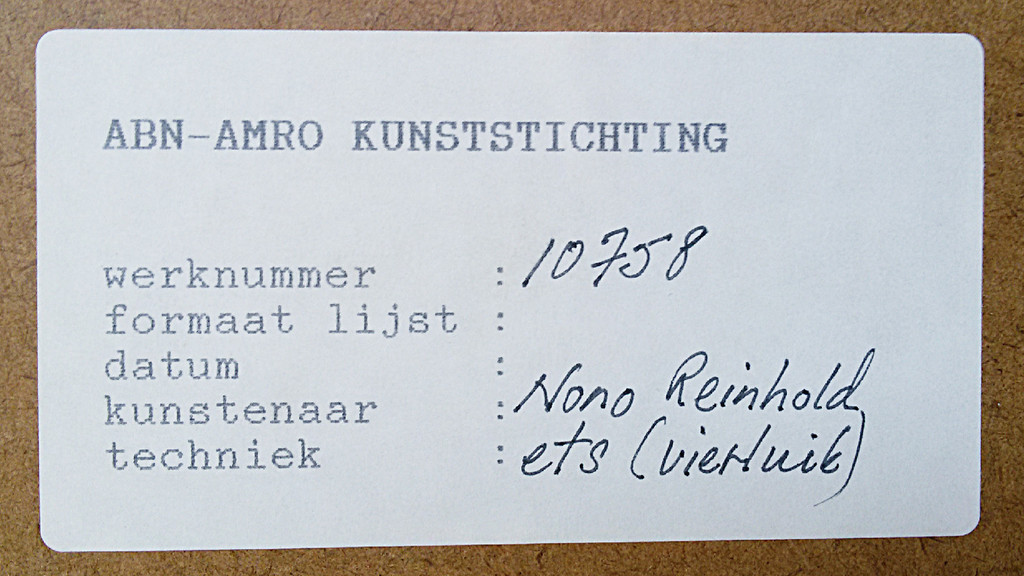 ABN-AMRO KUNSTSTICHTING
werknummer : 10758
formaat lijst :
datum :
kunstenaar : Nono Reinhold
techniek : ets (vierluik)